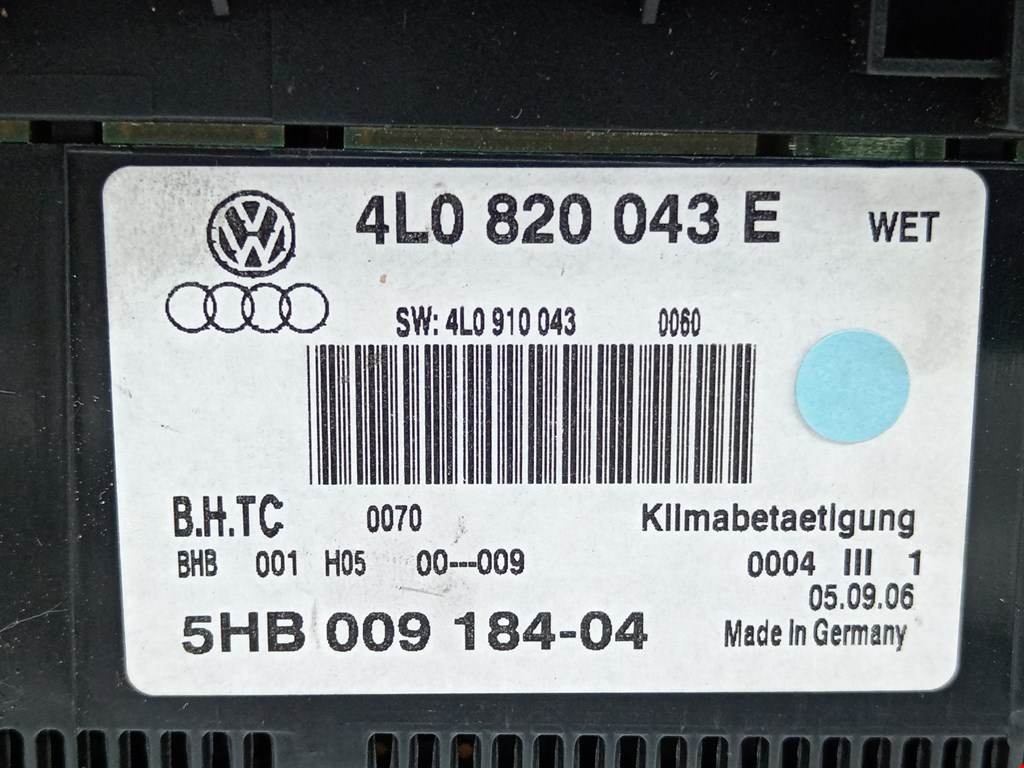 4L0 820 043 E WET
SW: 4L0 910 043 0060
B.H.TC 0070 Klimabetaetigung
BHB 001 H05 00---009 0004 III 1
05.09.06
5HB 009 184-04 Made In Germany